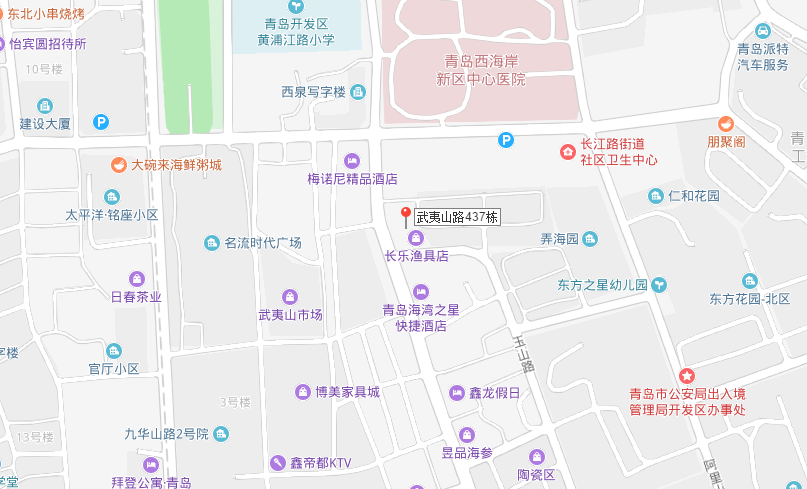 东北小串烧烤
怡宾圆招待所
10号楼
建设大厦
P
青岛开发区
黄浦江路小学
西泉写字楼
青岛西海岸
新区中心医院
青岛派特
汽车服务
朋聚阁
青
工
P
长江路街道
社区卫生中心
大碗来海鲜粥城
梅诺尼精品酒店
太平洋·铭座小区
武夷山路437栋
仁和花园
名流时代广场
长乐渔具店
弄海园
日春茶业
武夷山市场
青岛海湾之星
快捷酒店
东方之星幼儿园
东方花园-北区
字楼
官厅小区
玉山路
3号楼
博美家具城
鑫龙假日
青岛市公安局出入境
管理局开发区办事处
13号楼
九华山路2号院
昱品海参
鑫帝都KTV
陶瓷区
拜登公寓·青岛
学堂
阿里